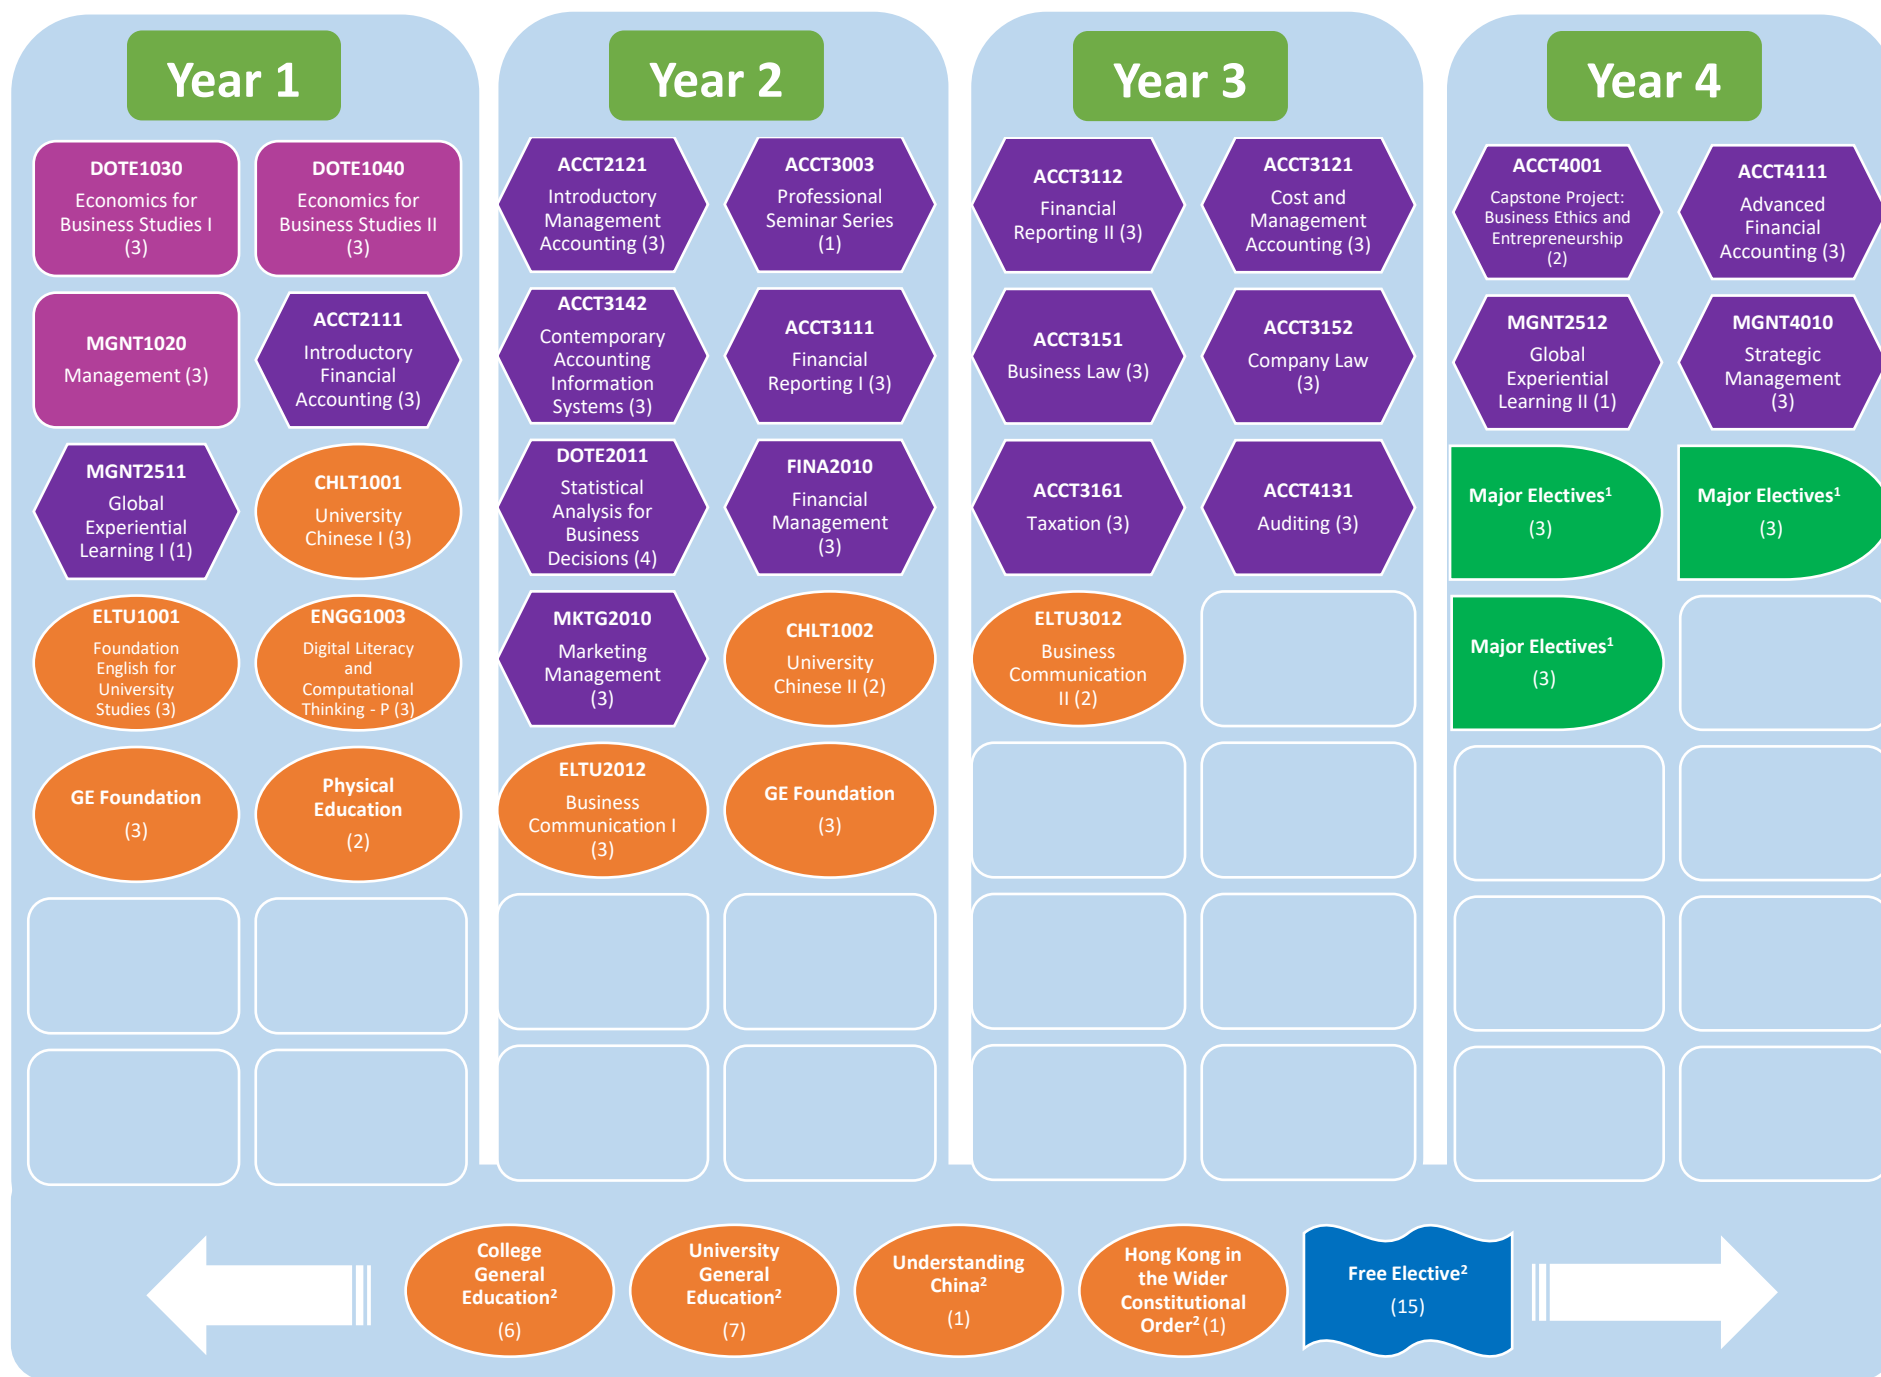 Year 1
DOTE1030
Economics for
Business Studies I
(3)
DOTE1040
Economics for
Business Studies II
(3)
MGNT1020
Management (3)
ACCT2111
Introductory
Financial
Accounting (3)
MGNT2511
Global
Experiential
Learning I (1)
CHLT1001
University
Chinese I (3)
ELTU1001
Foundation
English for
University
Studies (3)
ENGG1003
Digital Literacy
and
Computational
Thinking - P (3)
GE Foundation
(3)
Physical
Education
(2)
Year 2
ACCT2121
Introductory
Management
Accounting (3)
ACCT3003
Professional
Seminar Series
(1)
ACCT3142
Contemporary
Accounting
Information
Systems (3)
ACCT3111
Financial
Reporting I (3)
DOTE2011
Statistical
Analysis for
Business
Decisions (4)
FINA2010
Financial
Management
(3)
MKTG2010
Marketing
Management
(3)
CHLT1002
University
Chinese II (2)
ELTU2012
Business
Communication I
(3)
GE Foundation
(3)
Year 3
ACCT3112
Financial
Reporting II (3)
ACCT3121
Cost and
Management
Accounting (3)
ACCT3151
Business Law (3)
ACCT3152
Company Law
(3)
ACCT3161
Taxation (3)
ACCT4131
Auditing (3)
ELTU3012
Business
Communication
II (2)
Year 4
ACCT4001
Capstone Project:
Business Ethics and
Entrepreneurship
(2)
ACCT4111
Advanced
Financial
Accounting (3)
MGNT2512
Global
Experiential
Learning II (1)
MGNT4010
Strategic
Management
(3)
Major Electives¹
(3)
Major Electives¹
(3)
Major Electives¹
(3)
College
General
Education²
(6)
University
General
Education²
(7)
Understanding
China²
(1)
Hong Kong in
the Wider
Constitutional
Order² (1)
Free Elective²
(15)